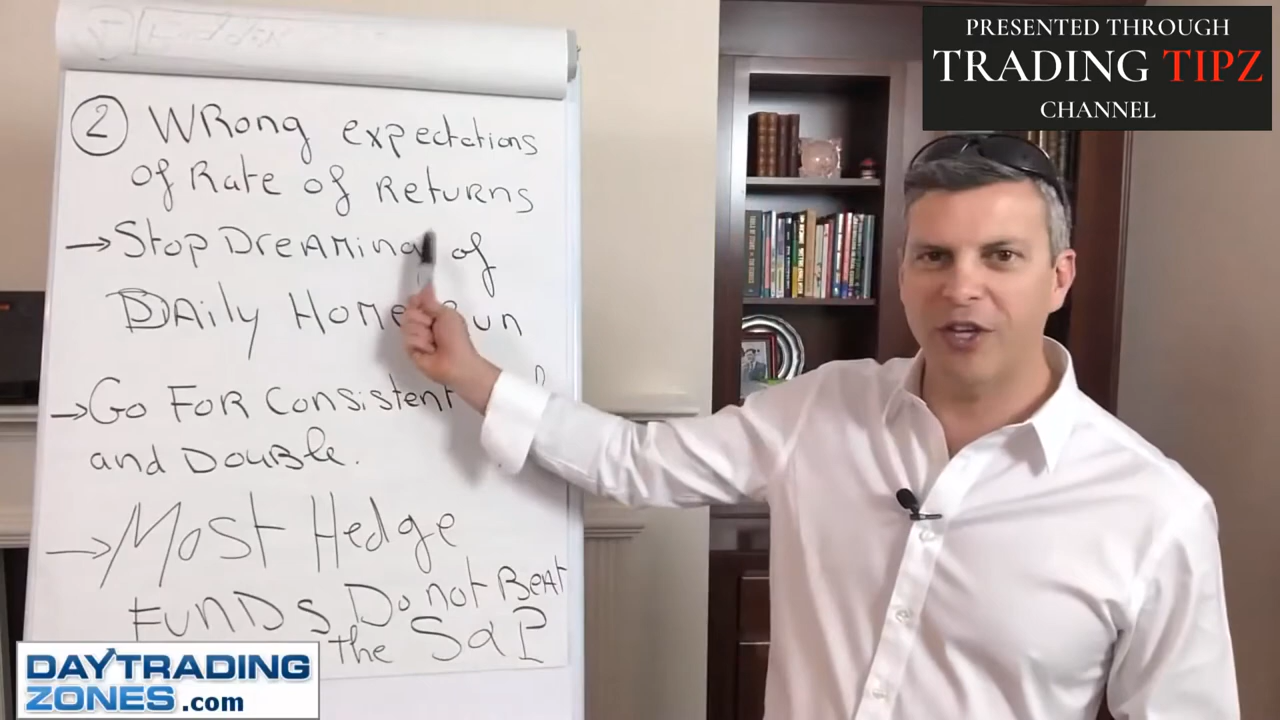 PRESENTED THROUGH
TRADING TIPZ
CHANNEL
② Wrong expectations
of Rate of Returns
→ Stop Dreaming of
Daily Home Run
→ Go For Consistent
and Double.
→ Most Hedge
Funds Do not Beat
the S&P
DAYTRADING
ZONES.com